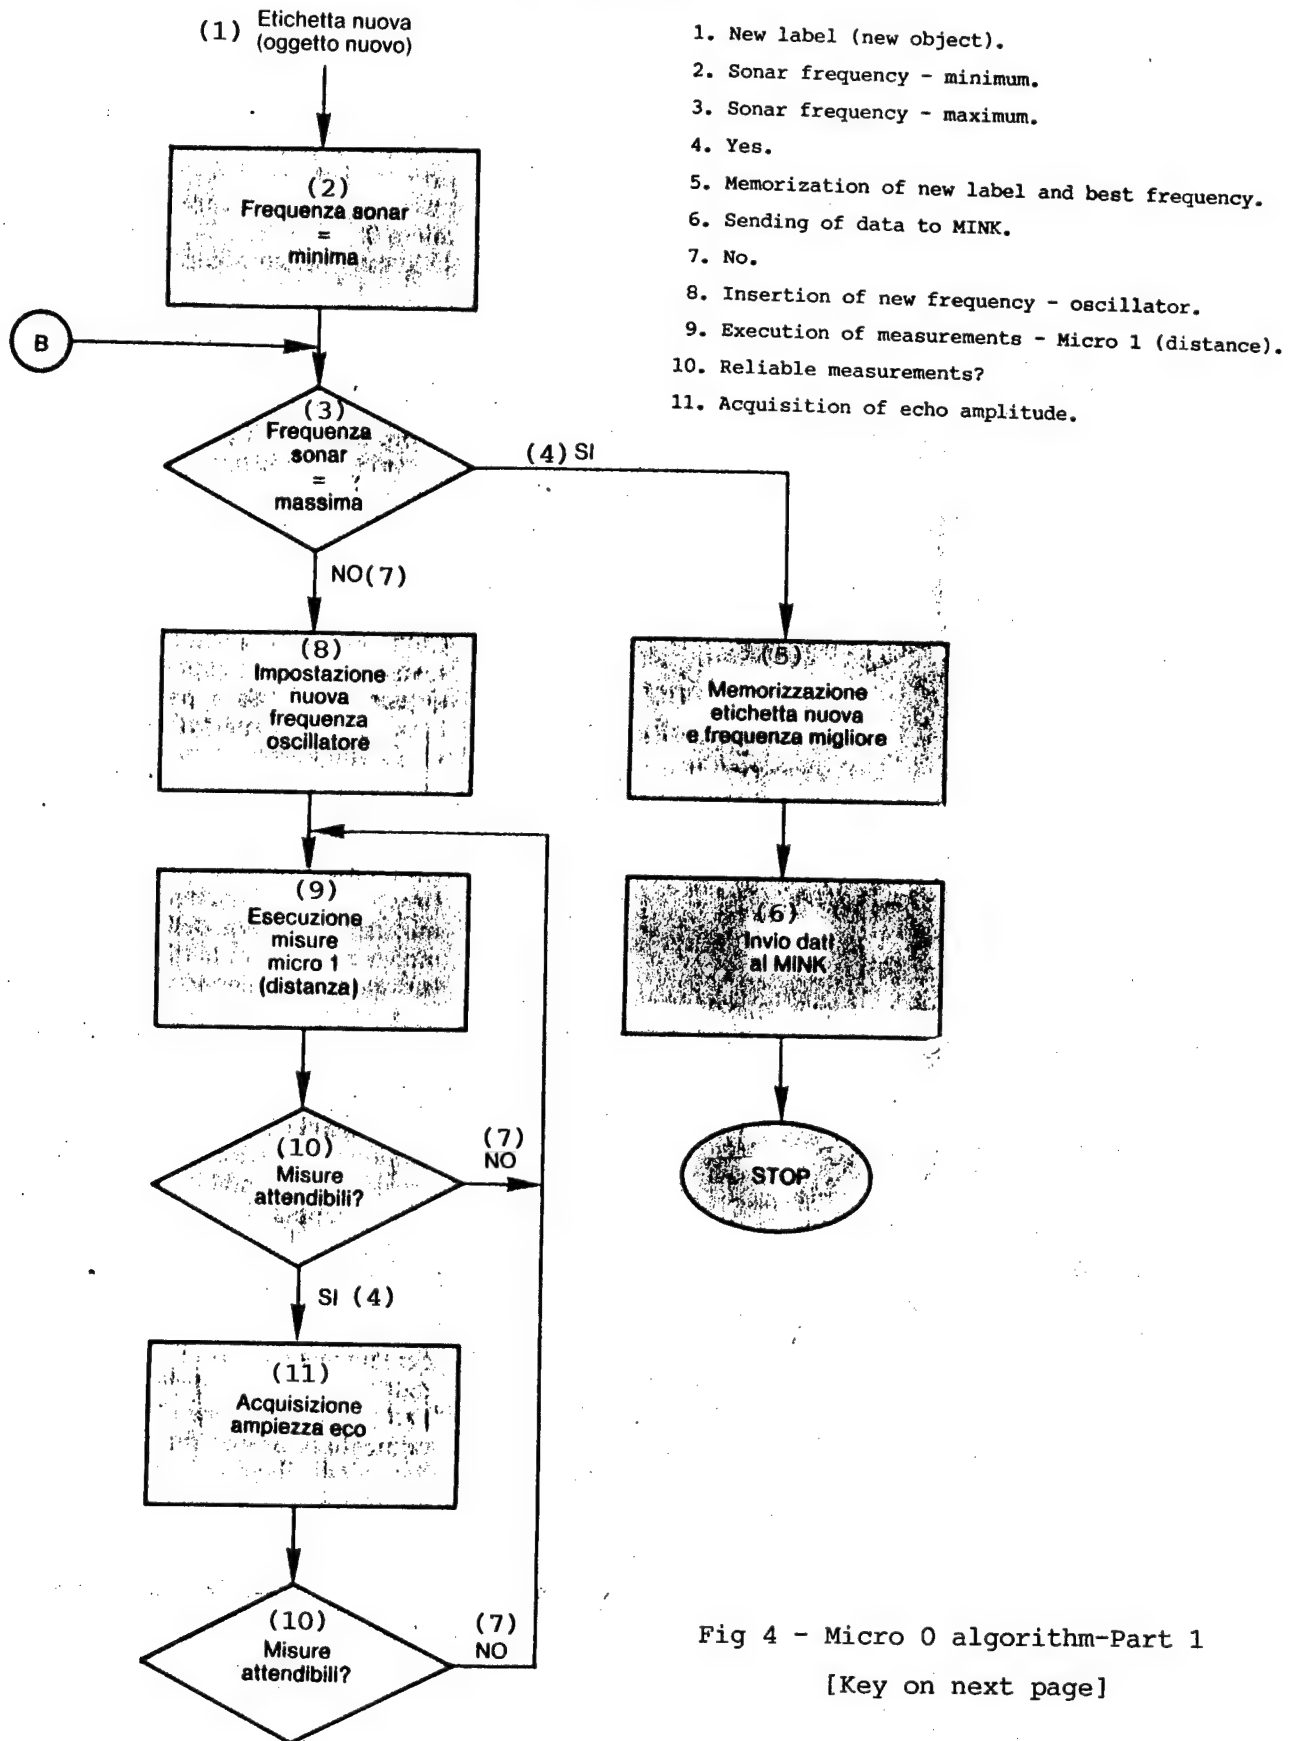 (1) Etichetta nuova
(oggetto nuovo)
1. New label (new object).
2. Sonar frequency - minimum.
3. Sonar frequency - maximum.
4. Yes.
5. Memorization of new label and best frequency.
6. Sending of data to MINK.
7. No.
8. Insertion of new frequency - oscillator.
9. Execution of measurements - Micro 1 (distance).
10. Reliable measurements?
11. Acquisition of echo amplitude.
(2)
Frequenza sonar
=
minima
B
(3)
Frequenza
sonar
=
massima
(4) SI
NO(7)
(8)
Impostazione
nuova
frequenza
oscillatore
(5)
Memorizzazione
etichetta nuova
e frequenza migliore
(9)
Esecuzione
misure
micro 1
(distanza)
(6)
Invio dati
al MINK
(10)
Misure
attendibili?
(7)
NO
STOP
SI (4)
(11)
Acquisizione
ampiezza eco
(10)
Misure
attendibili?
(7)
NO
Fig 4 - Micro 0 algorithm-Part 1
[Key on next page]